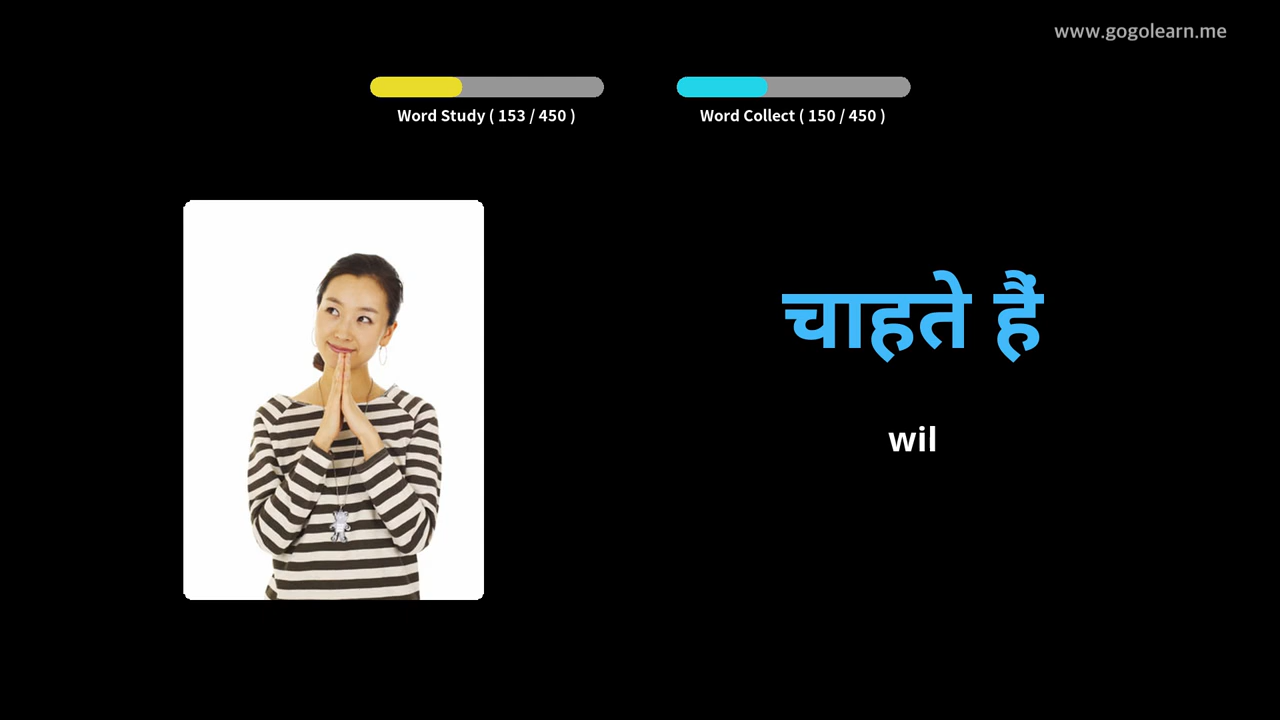 www.gogolearn.me
Word Study ( 153 / 450 )
Word Collect ( 150 / 450 )
चाहते हैं
wil